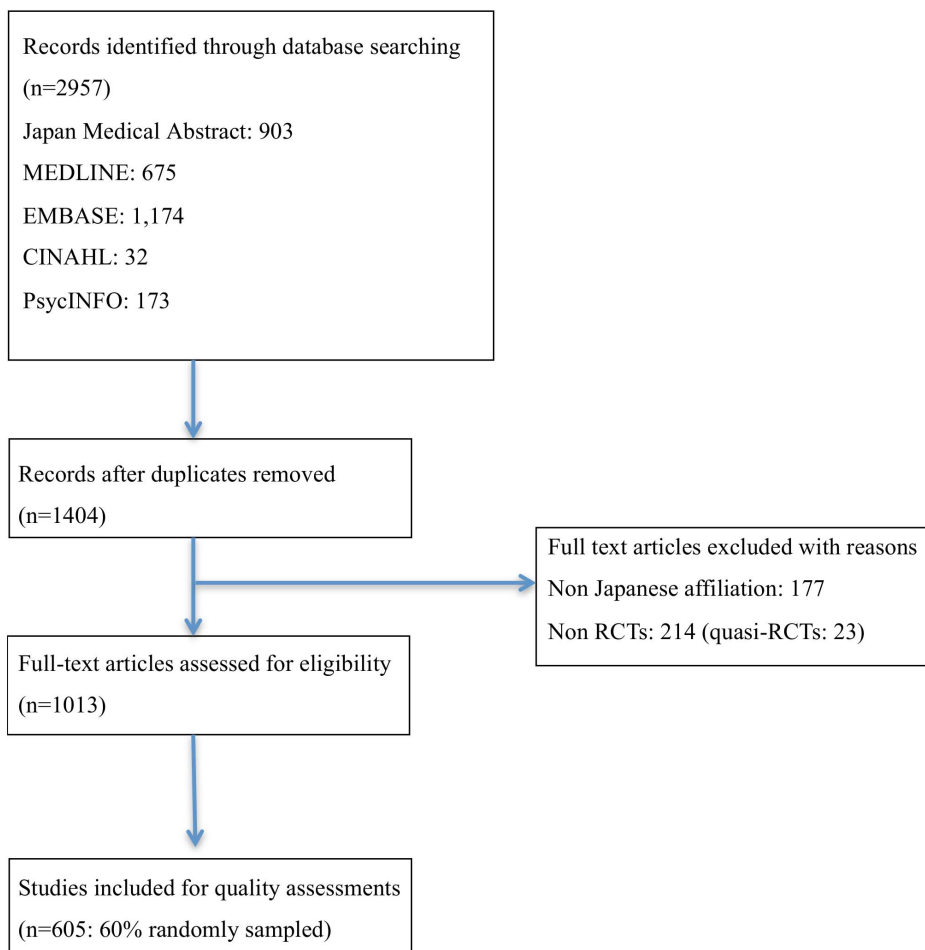 Records identified through database searching
(n=2957)
Japan Medical Abstract: 903
MEDLINE: 675
EMBASE: 1,174
CINAHL: 32
PsycINFO: 173
Records after duplicates removed
(n=1404)
Full text articles excluded with reasons
Non Japanese affiliation: 177
Non RCTs: 214 (quasi-RCTs: 23)
Full-text articles assessed for eligibility
(n=1013)
Studies included for quality assessments
(n=605: 60% randomly sampled)